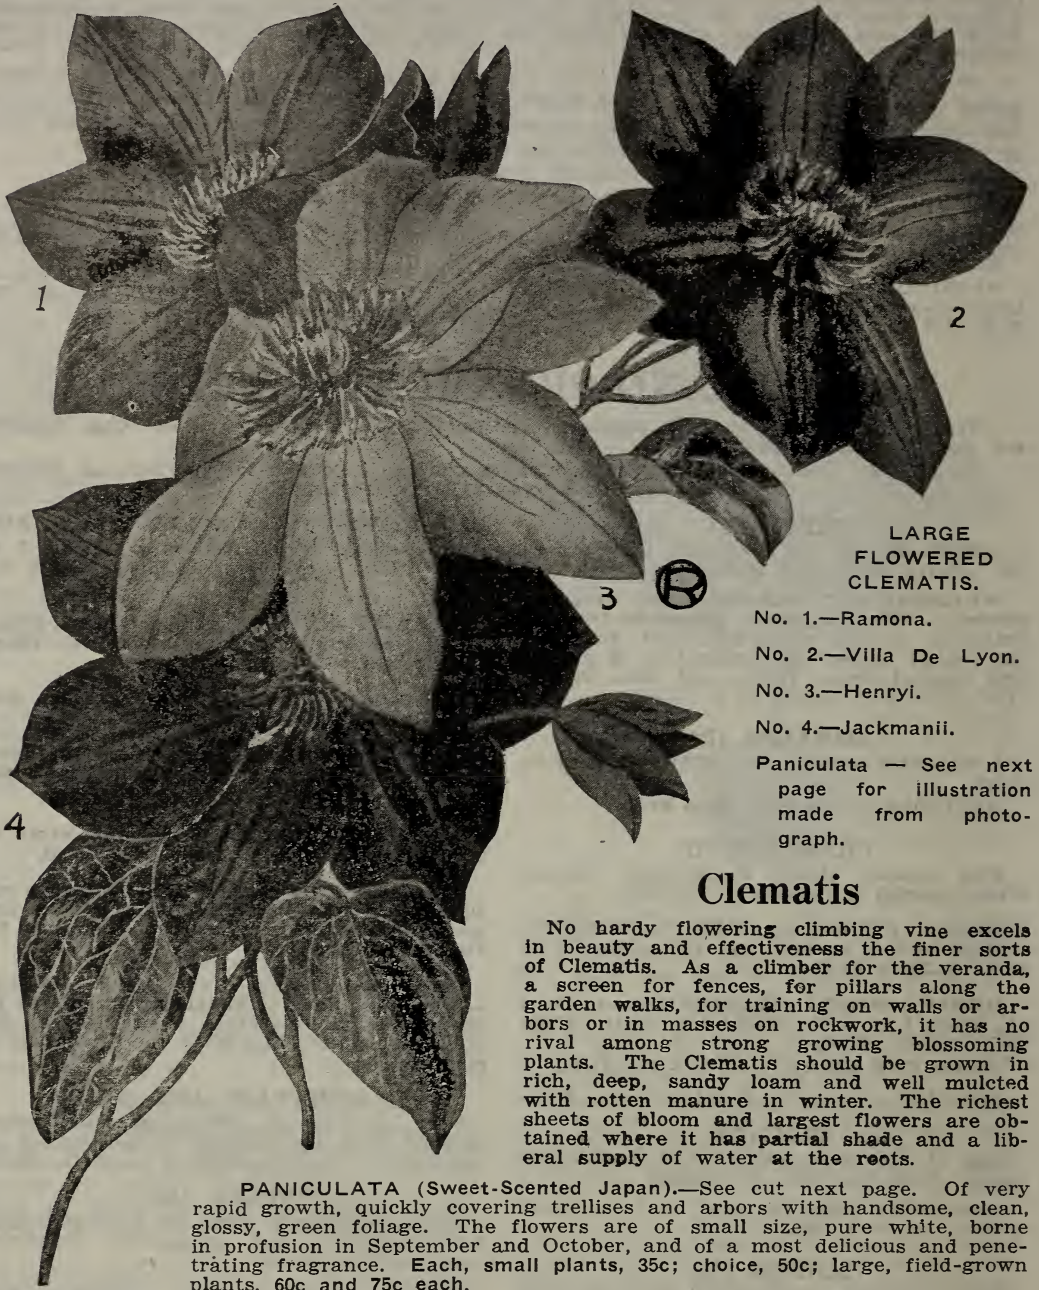 1
2
3 R
4
LARGE
FLOWERED
CLEMATIS.
No. 1.—Ramona.
No. 2.—Villa De Lyon.
No. 3.—Henryi.
No. 4.—Jackmanii.
Paniculata — See next
page for illustration
made from photo-
graph.
Clematis
No hardy flowering climbing vine excels
in beauty and effectiveness the finer sorts
of Clematis. As a climber for the veranda,
a screen for fences, for pillars along the
garden walks, for training on walls or ar-
bors or in masses on rockwork, it has no
rival among strong growing blossoming
plants. The Clematis should be grown in
rich, deep, sandy loam and well mulcted
with rotten manure in winter. The richest
sheets of bloom and largest flowers are ob-
tained where it has partial shade and a lib-
eral supply of water at the roots.
PANICULATA (Sweet-Scented Japan).—See cut next page. Of very
rapid growth, quickly covering trellises and arbors with handsome, clean,
glossy, green foliage. The flowers are of small size, pure white, borne
in profusion in September and October, and of a most delicious and pene-
trating fragrance. Each, small plants, 35c; choice, 50c; large, field-grown
plants, 60c and 75c each.